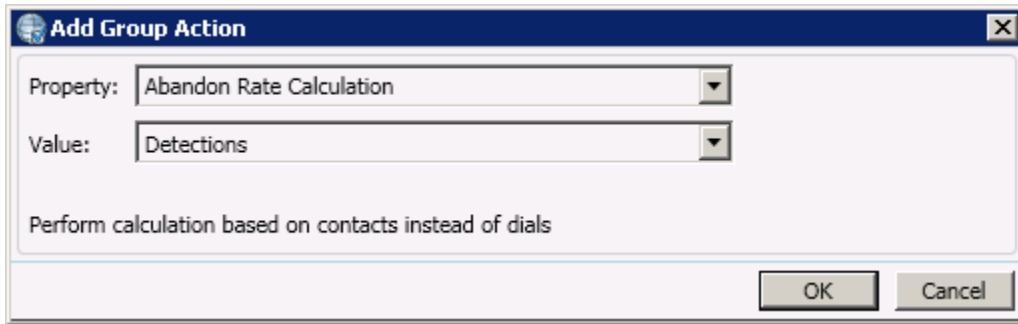 Add Group Action
Property: Abandon Rate Calculation
Value: Detections
Perform calculation based on contacts instead of dials
OK Cancel